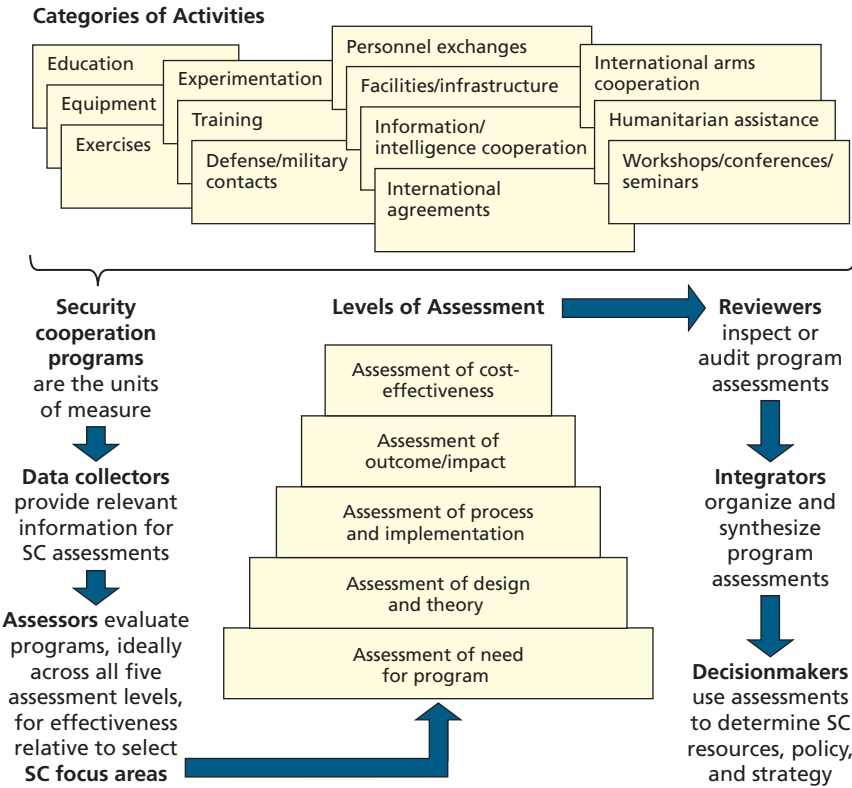 Categories of Activities
Education
Equipment
Exercises
Experimentation
Training
Defense/military
contacts
Personnel exchanges
Facilities/infrastructure
Information/
intelligence cooperation
International
agreements
International arms
cooperation
Humanitarian assistance
Workshops/conferences/
seminars
Security
cooperation
programs
are the units
of measure
Data collectors
provide relevant
information for
SC assessments
Assessors evaluate
programs, ideally
across all five
assessment levels,
for effectiveness
relative to select
SC focus areas
Levels of Assessment
Assessment of cost-
effectiveness
Assessment of
outcome/impact
Assessment of process
and implementation
Assessment of design
and theory
Assessment of need
for program
Reviewers
inspect or
audit program
assessments
Integrators
organize and
synthesize
program
assessments
Decisionmakers
use assessments
to determine SC
resources, policy,
and strategy